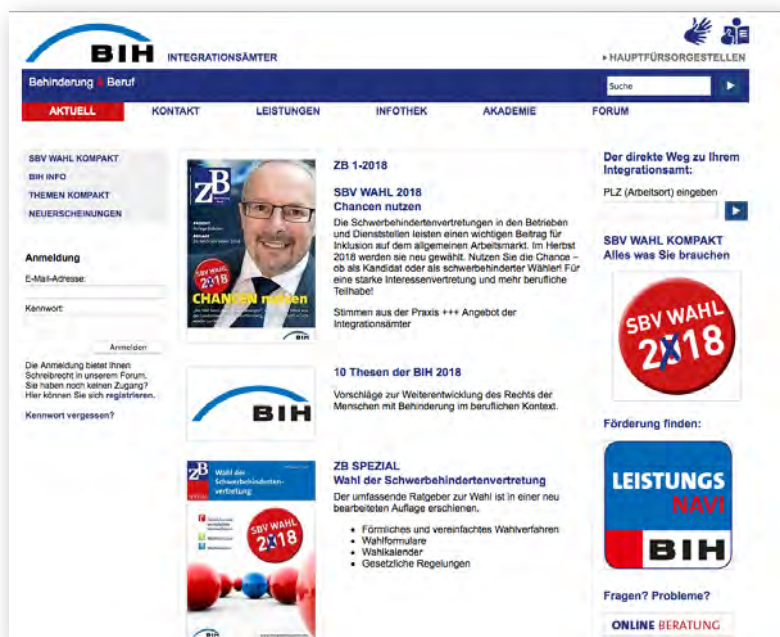 BIH INTEGRATIONSÄMTER
HAUPTFÜRSORGESTELLEN
Behinderung & Beruf
Suche
AKTUELL KONTAKT LEISTUNGEN INFOTHEK AKADEMIE FORUM
SBV WAHL KOMPAKT
BIH INFO
THEMEN KOMPAKT
NEUERSCHEINUNGEN
Anmeldung
E-Mail-Adresse:
Kennwort:
Anmelden
Die Anmeldung bietet Ihnen
Schreibrecht in unserem Forum.
Sie haben noch keinen Zugang?
Hier können Sie sich registrieren.
Kennwort vergessen?
ZB
SBV WAHL
2018
CHANCEN nutzen
BIH
ZB 1-2018
SBV WAHL 2018
Chancen nutzen
Die Schwerbehindertenvertretungen in den Betrieben
und Dienststellen leisten einen wichtigen Beitrag für
Inklusion auf dem allgemeinen Arbeitsmarkt. Im Herbst
2018 werden sie neu gewählt. Nutzen Sie die Chance –
ob als Kandidat oder als schwerbehinderter Wähler! Für
eine starke Interessenvertretung und mehr berufliche
Teilhabe!
Stimmen aus der Praxis +++ Angebot der
Integrationsämter
BIH
10 Thesen der BIH 2018
Vorschläge zur Weiterentwicklung des Rechts der
Menschen mit Behinderung im beruflichen Kontext.
ZB
Wahl der
Schwerbehinderten-
vertretung
SBV WAHL
2018
BIH
ZB SPEZIAL
Wahl der Schwerbehindertenvertretung
Der umfassende Ratgeber zur Wahl ist in einer neu
bearbeiteten Auflage erschienen.
• Förmliches und vereinfachtes Wahlverfahren
• Wahlformulare
• Wahlkalender
• Gesetzliche Regelungen
Der direkte Weg zu Ihrem
Integrationsamt:
PLZ (Arbeitsort) eingeben
SBV WAHL KOMPAKT
Alles was Sie brauchen
SBV WAHL
2018
Förderung finden:
LEISTUNGS
NAVI
BIH
Fragen? Probleme?
ONLINE BERATUNG